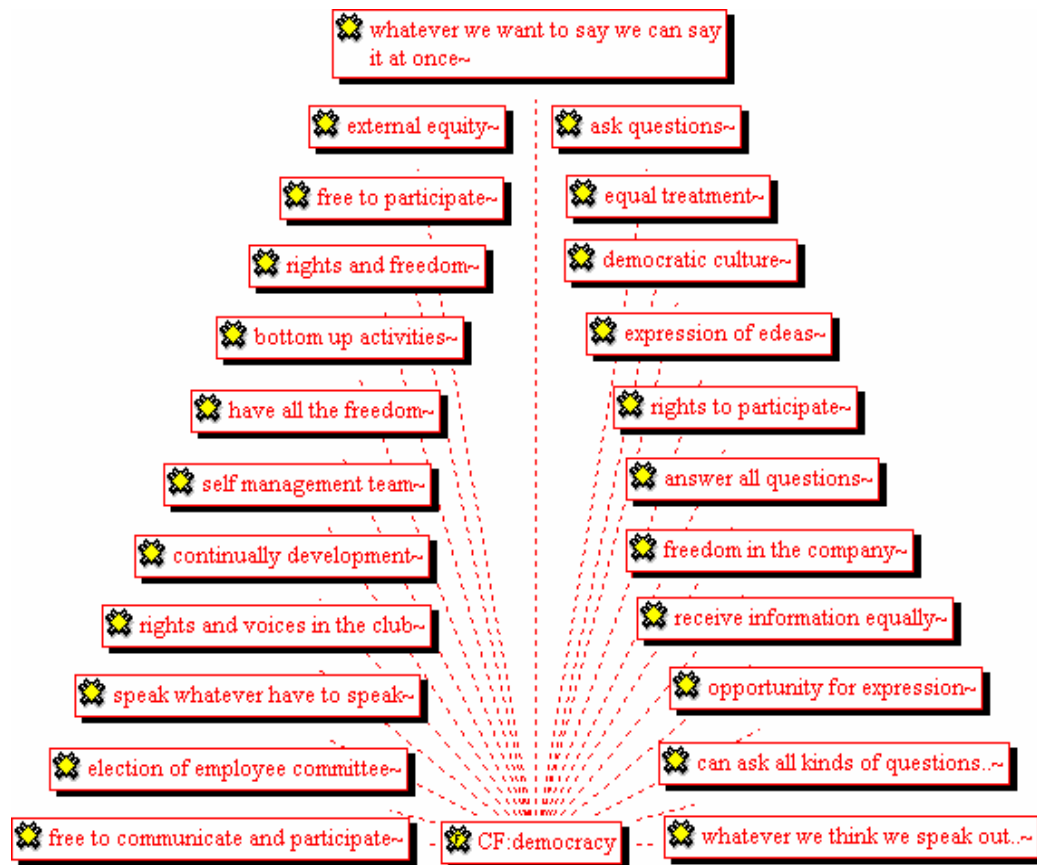 whatever we want to say we can say
it at once~
external equity~
ask questions~
free to participate~
equal treatment~
rights and freedom~
democratic culture~
bottom up activities~
expression of edeas~
have all the freedom~
rights to participate~
self management team~
answer all questions~
continually development~
freedom in the company~
rights and voices in the club~
receive information equally~
speak whatever have to speak~
opportunity for expression~
election of employee committee~
can ask all kinds of questions..~
free to communicate and participate~
F CF:democracy
whatever we think we speak out..~